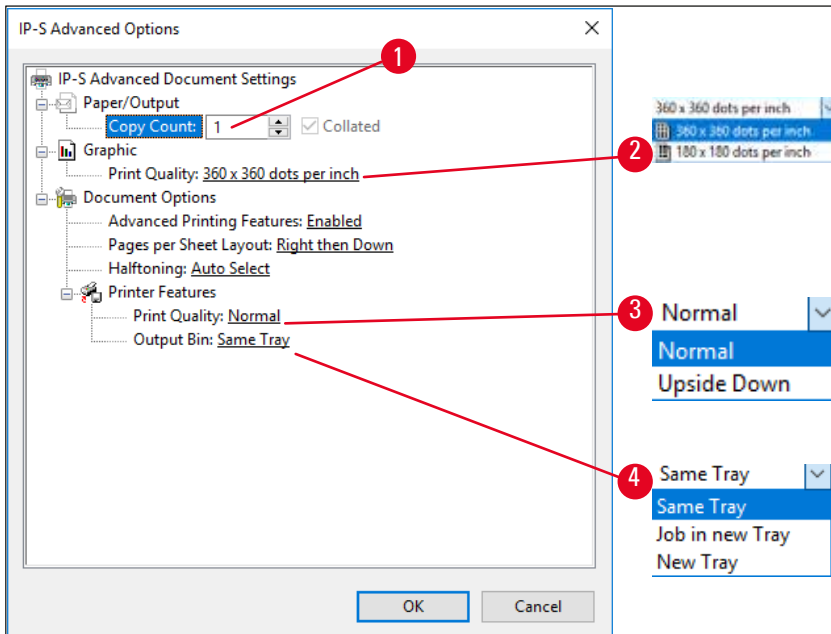 IP-S Advanced Options
1
IP-S Advanced Document Settings
Paper/Output
Copy Count: 1 Collated
Graphic
Print Quality: 360 x 360 dots per inch
Document Options
Advanced Printing Features: Enabled
Pages per Sheet Layout: Right then Down
Halftoning: Auto Select
Printer Features
Print Quality: Normal
Output Bin: Same Tray
OK Cancel
2
360 x 360 dots per inch
360 x 360 dots per inch
180 x 180 dots per inch
3
Normal
Normal
Upside Down
4
Same Tray
Same Tray
Job in new Tray
New Tray